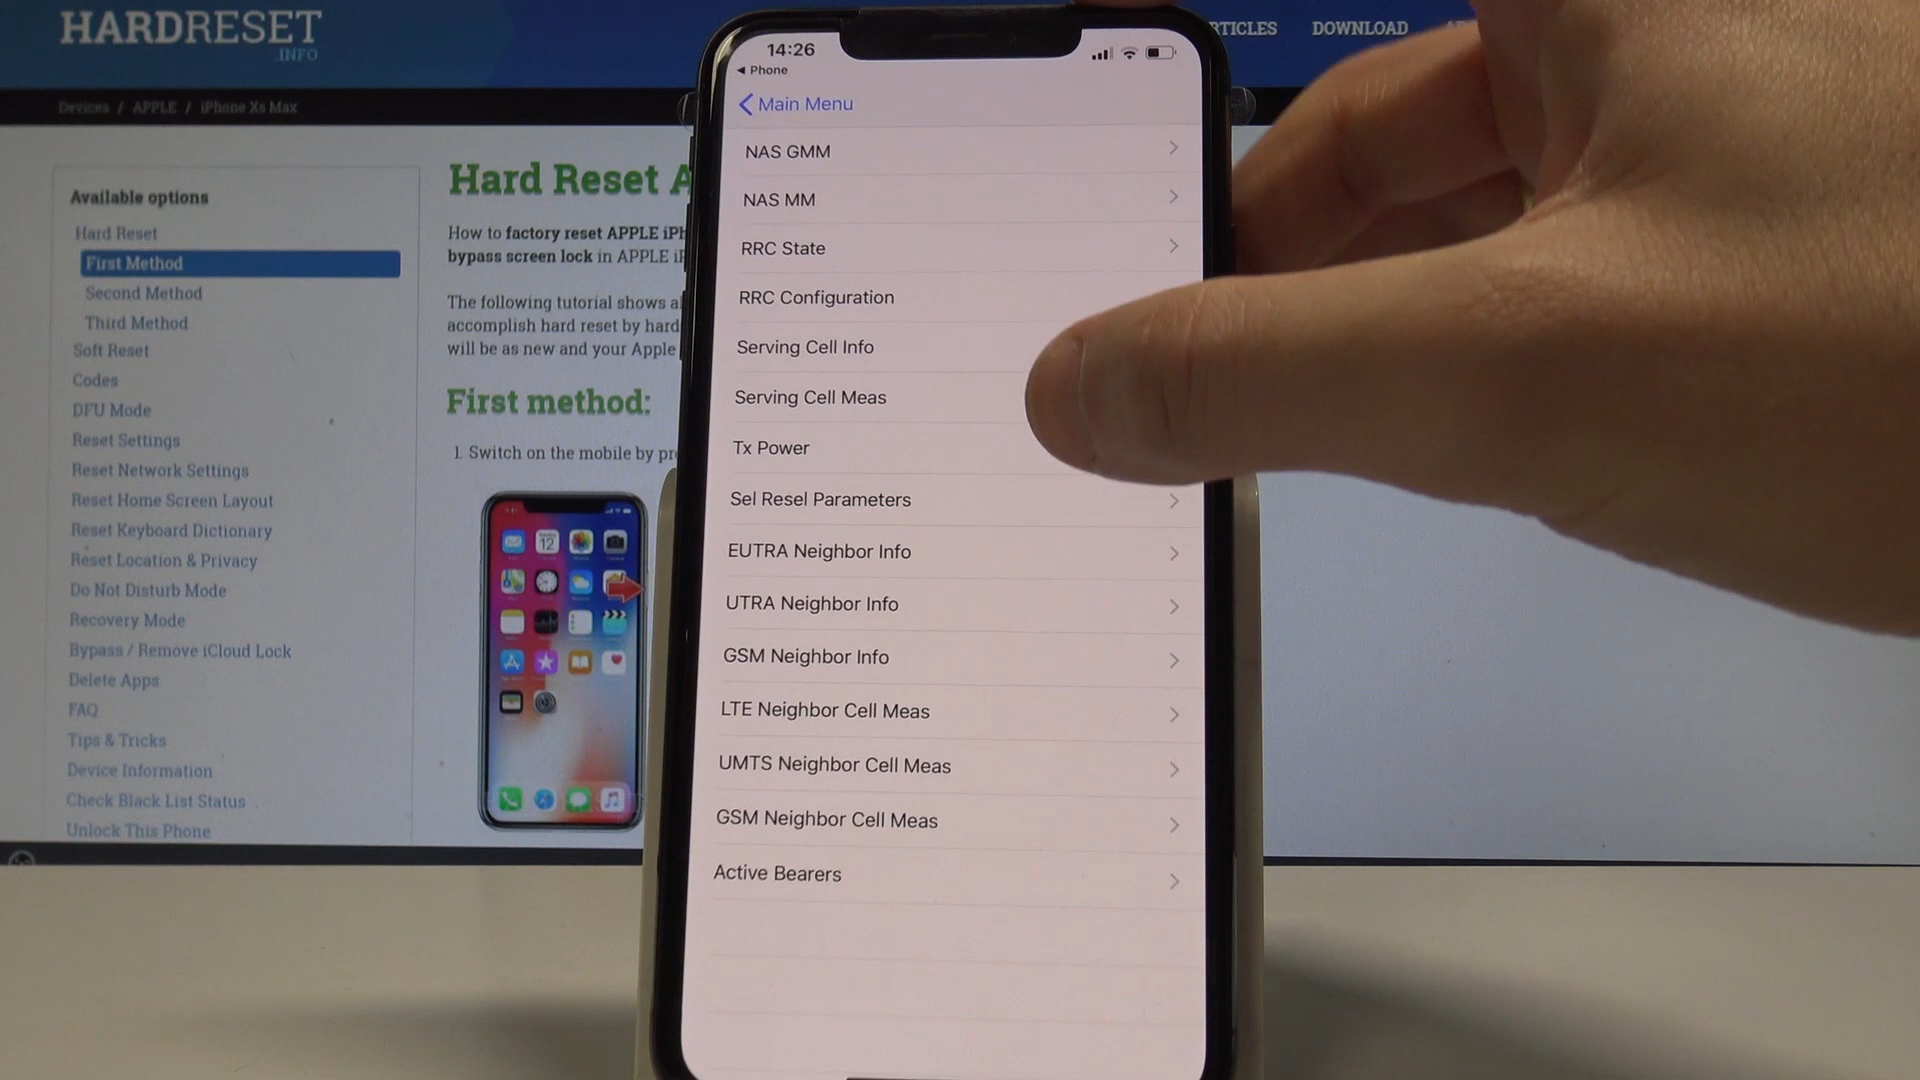 HARDRESET
.INFO
DOWNLOAD
Devices / APPLE / iPhone Xs Max
Available options
Hard Reset
First Method
Second Method
Third Method
Soft Reset
Codes
DFU Mode
Reset Settings
Reset Network Settings
Reset Home Screen Layout
Reset Keyboard Dictionary
Reset Location & Privacy
Do Not Disturb Mode
Recovery Mode
Bypass / Remove iCloud Lock
Delete Apps
FAQ
Tips & Tricks
Device Information
Check Black List Status
Unlock This Phone
Hard Reset A
How to factory reset APPLE iPh
bypass screen lock in APPLE iP
The following tutorial shows al
accomplish hard reset by hard
will be as new and your Apple
First method:
1. Switch on the mobile by pre
12
14:26
Phone
Main Menu
NAS GMM
NAS MM
RRC State
RRC Configuration
Serving Cell Info
Serving Cell Meas
Tx Power
Sel Resel Parameters
EUTRA Neighbor Info
UTRA Neighbor Info
GSM Neighbor Info
LTE Neighbor Cell Meas
UMTS Neighbor Cell Meas
GSM Neighbor Cell Meas
Active Bearers